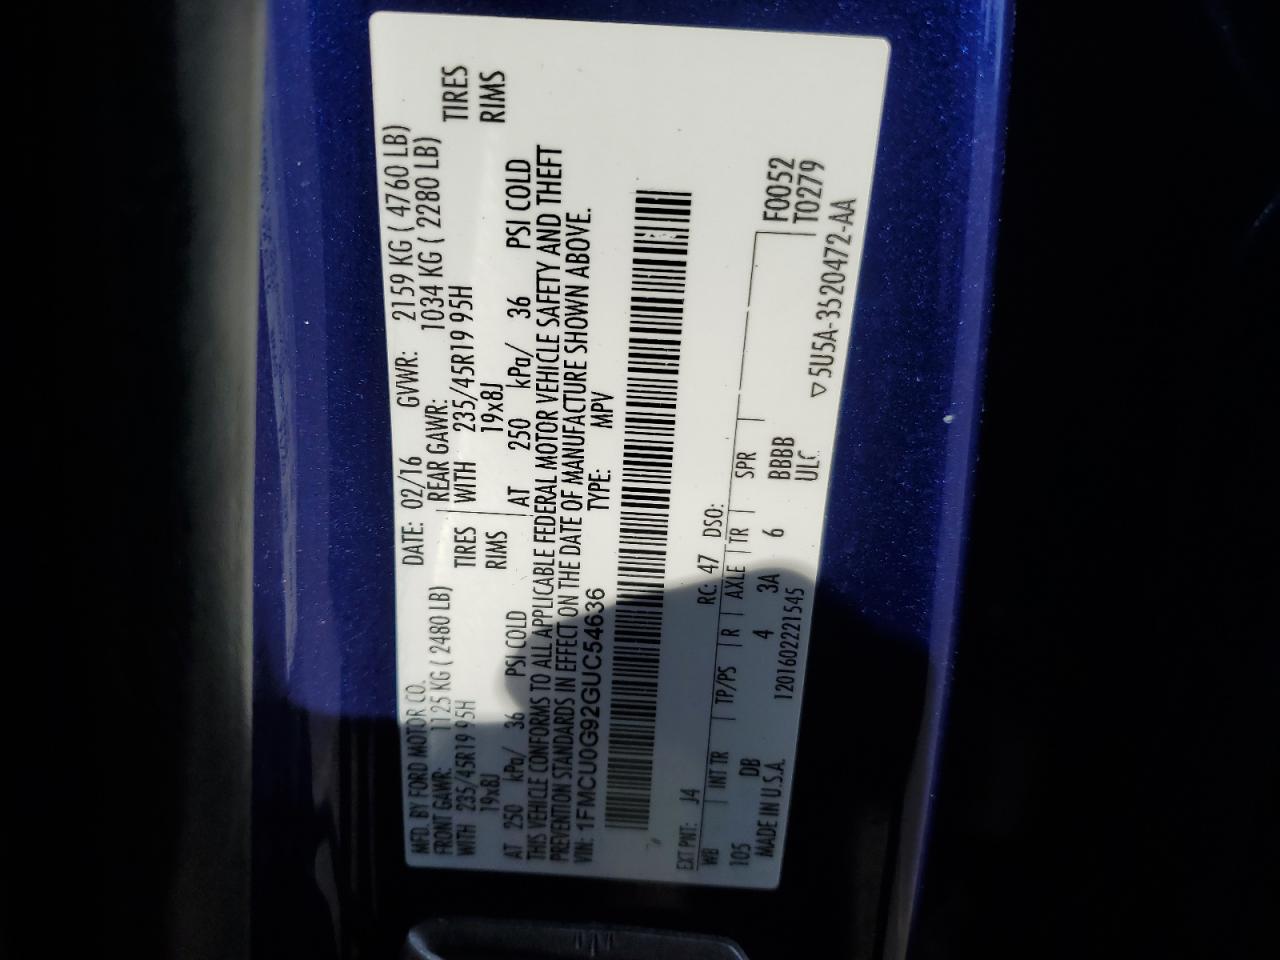 MFD. BY FORD MOTOR CO.
DATE: 02/16 GVWR: 2159 KG ( 4760 LB)
FRONT GAWR: 1125 KG ( 2480 LB) REAR GAWR: 1034 KG ( 2280 LB)
WITH 235/45R19 95H TIRES WITH 235/45R19 95H TIRES
19x8J RIMS 19x8J RIMS
AT 250 kPa/ 36 PSI COLD AT 250 kPa/ 36 PSI COLD
THIS VEHICLE CONFORMS TO ALL APPLICABLE FEDERAL MOTOR VEHICLE SAFETY AND THEFT
PREVENTION STANDARDS IN EFFECT ON THE DATE OF MANUFACTURE SHOWN ABOVE.
VIN: 1FMCU0G92GUC54636 TYPE: MPV
EXT PNT: J4 RC: 47 DSO:
WB INT TR TP/PS R AXLE TR SPR
105 DB 4 3A 6 BBBB F0052
ULC T0279
MADE IN U.S.A. 1201602221545
▽5U5A-3520472-AA